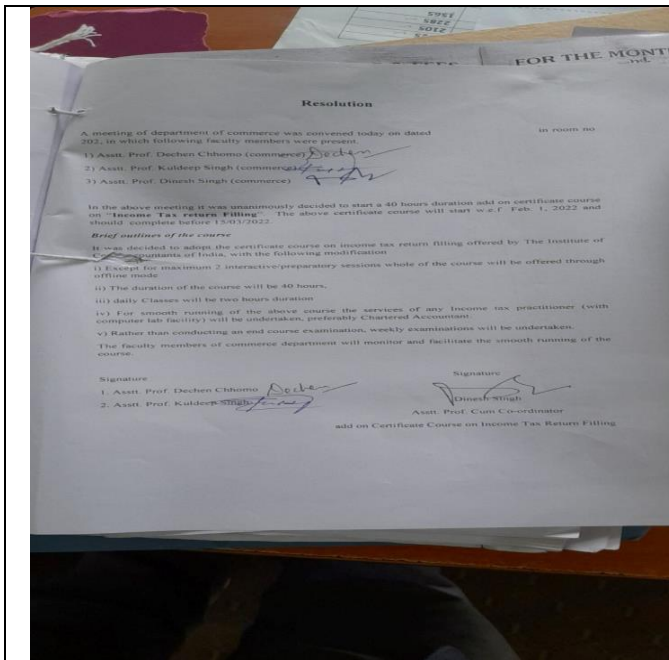 1565
2285
2105
FOR THE MONT
Resolution
A meeting of department of commerce was convened today on dated in room no
202, in which following faculty members were present.
1) Asstt. Prof. Dechen Chhomo (commerce) Dechen
2) Asstt. Prof. Kuldeep Singh (commerce)
3) Asstt. Prof. Dinesh Singh (commerce)
In the above meeting it was unanimously decided to start a 40 hours duration add on certificate course
on "Income Tax return Filling". The above certificate course will start w.e.f Feb. 1, 2022 and
should complete before 15/03/2022.
Brief outlines of the course
It was decided to adopt the certificate course on income tax return filling offered by The Institute of
of India, with the following modification
i) Except for maximum 2 interactive/preparatory sessions whole of the course will be offered through
offline mode
ii) The duration of the course will be 40 hours.
iii) daily Classes will be two hours duration
iv) For smooth running of the above course the services of any Income tax practitioner (with
computer lab facility) will be undertaken, preferably Chartered Accountant.
v) Rather than conducting an end course examination, weekly examinations will be undertaken.
The faculty members of commerce department will monitor and facilitate the smooth running of the
course.
Signature Signature
1. Asstt. Prof. Dechen Chhomo Dechen
2. Asstt. Prof. Kuldeep Singh
Dinesh Singh
Asstt. Prof. Cum Co-ordinator
add on Certificate Course on Income Tax Return Filling